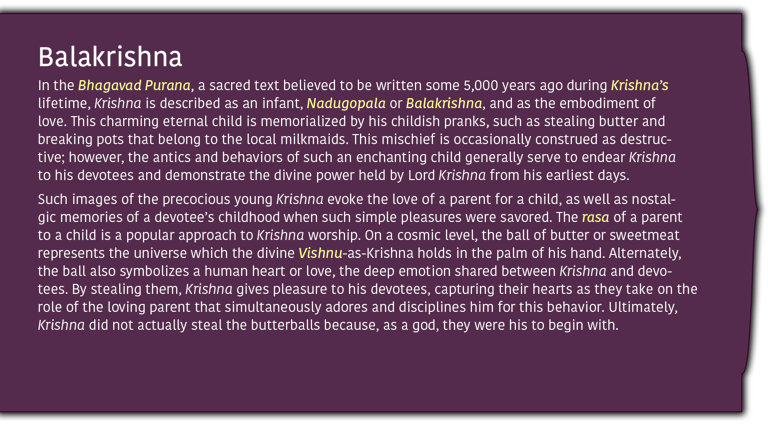 Balakrishna
In the Bhagavad Purana, a sacred text believed to be written some 5,000 years ago during Krishna's
lifetime, Krishna is described as an infant, Nadugopala or Balakrishna, and as the embodiment of
love. This charming eternal child is memorialized by his childish pranks, such as stealing butter and
breaking pots that belong to the local milkmaids. This mischief is occasionally construed as destruc-
tive; however, the antics and behaviors of such an enchanting child generally serve to endear Krishna
to his devotees and demonstrate the divine power held by Lord Krishna from his earliest days.
Such images of the precocious young Krishna evoke the love of a parent for a child, as well as nostal-
gic memories of a devotee's childhood when such simple pleasures were savored. The rasa of a parent
to a child is a popular approach to Krishna worship. On a cosmic level, the ball of butter or sweetmeat
represents the universe which the divine Vishnu-as-Krishna holds in the palm of his hand. Alternately,
the ball also symbolizes a human heart or love, the deep emotion shared between Krishna and devo-
tees. By stealing them, Krishna gives pleasure to his devotees, capturing their hearts as they take on the
role of the loving parent that simultaneously adores and disciplines him for this behavior. Ultimately,
Krishna did not actually steal the butterballs because, as a god, they were his to begin with.